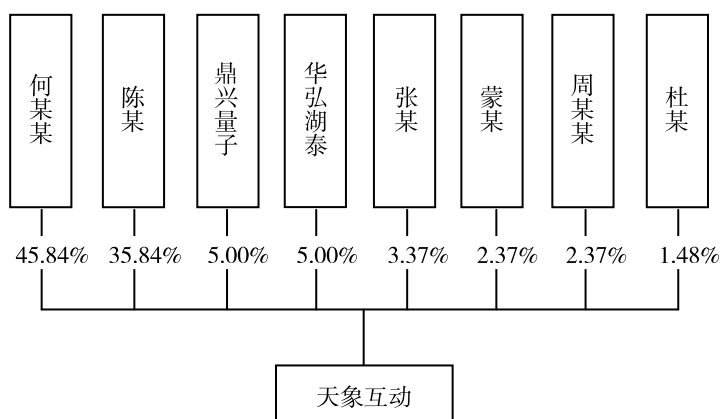 何某某
陈某
鼎兴量子
华弘湖泰
张某
蒙某
周某某
杜某
45.84%
35.84%
5.00%
5.00%
3.37%
2.37%
2.37%
1.48%
天象互动